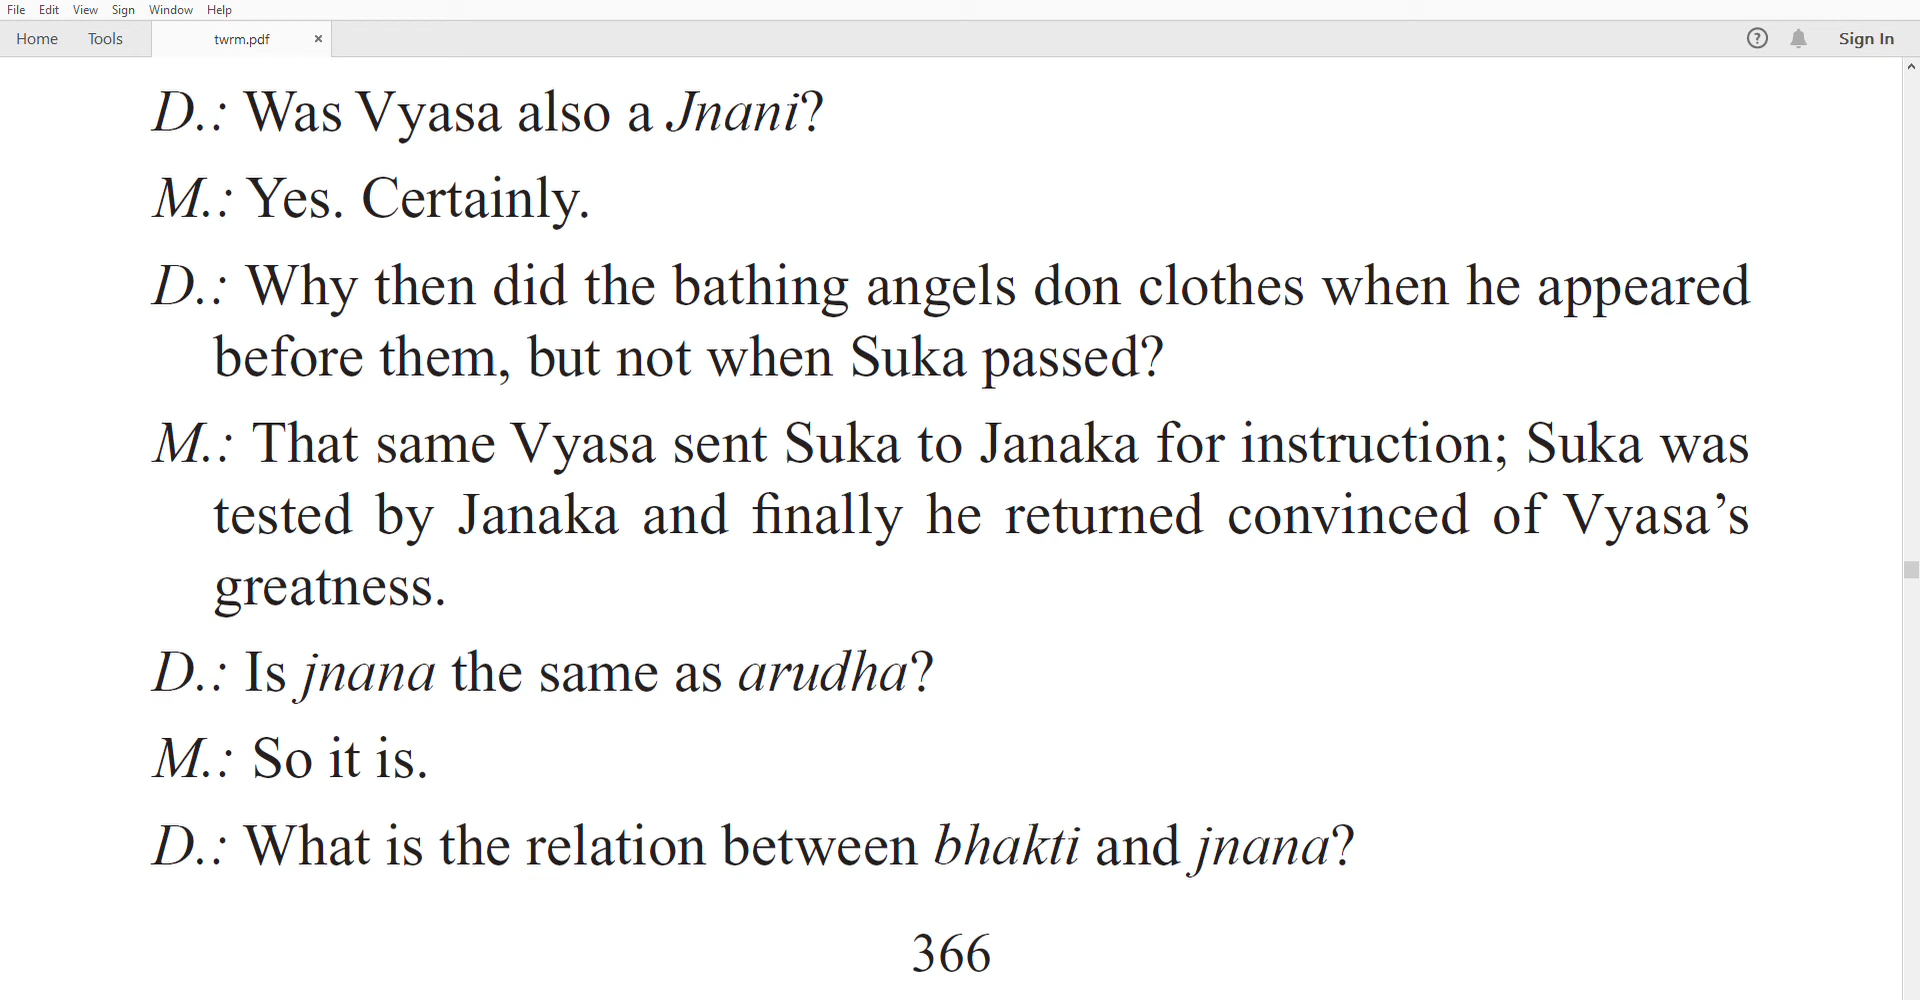 File Edit View Sign Window Help
Home Tools twrm.pdf × ? Sign In
D.: Was Vyasa also a Jnani?
M.: Yes. Certainly.
D.: Why then did the bathing angels don clothes when he appeared
before them, but not when Suka passed?
M.: That same Vyasa sent Suka to Janaka for instruction; Suka was
tested by Janaka and finally he returned convinced of Vyasa’s
greatness.
D.: Is jnana the same as arudha?
M.: So it is.
D.: What is the relation between bhakti and jnana?
366